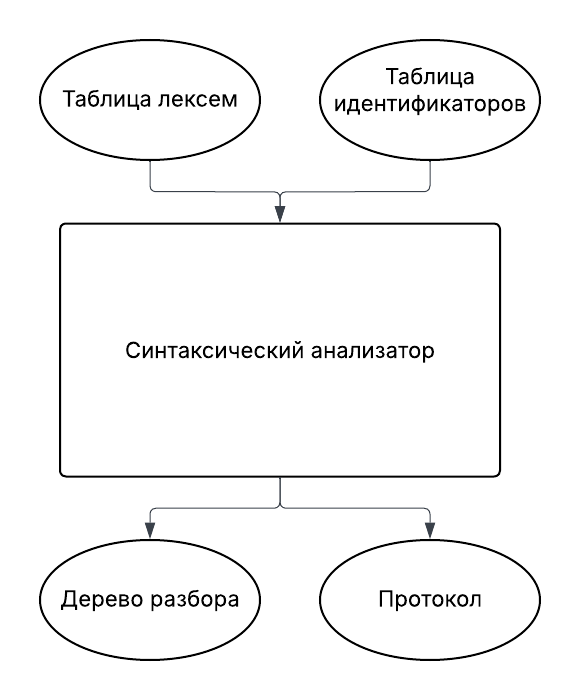 Таблица лексем
Таблица
идентификаторов
Синтаксический анализатор
Дерево разбора
Протокол